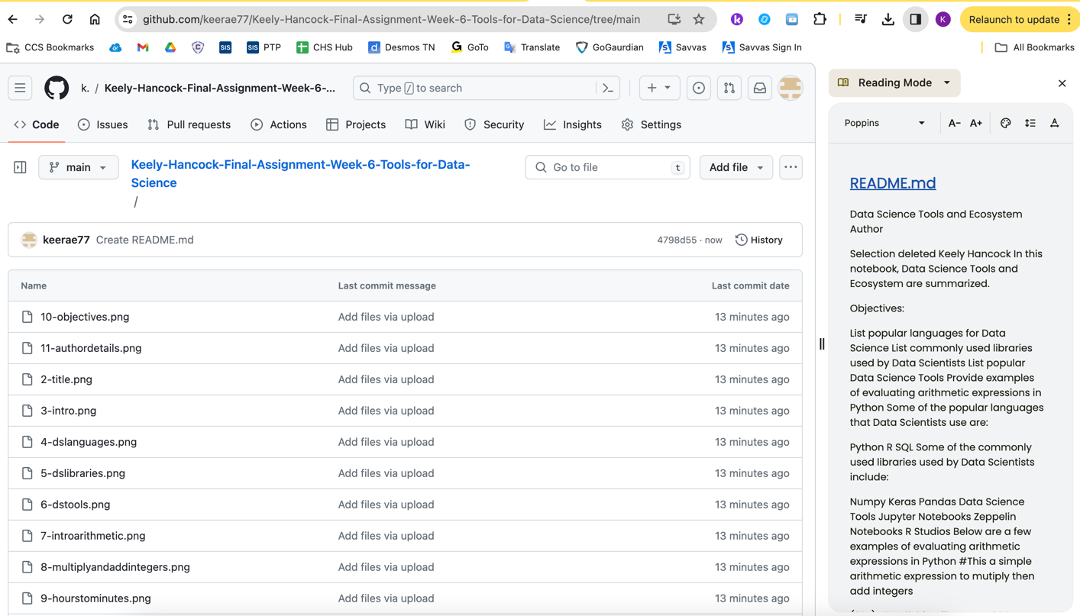 github.com/keerae77/Keely-Hancock-Final-Assignment-Week-6-Tools-for-Data-Science/tree/main
K
Relaunch to update
CCS Bookmarks
SIS
SIS PTP
CHS Hub
Desmos TN
GoTo
Translate
GoGaurdian
Savvas
Savvas Sign In
All Bookmarks
k. / Keely-Hancock-Final-Assignment-Week-6-...
Type / to search
Code
Issues
Pull requests
Actions
Projects
Wiki
Security
Insights
Settings
main
Keely-Hancock-Final-Assignment-Week-6-Tools-for-Data-
Science
/
Go to file
t
Add file
keerae77 Create README.md
4798d55 · now
History
Name Last commit message Last commit date
10-objectives.png Add files via upload 13 minutes ago
11-authordetails.png Add files via upload 13 minutes ago
2-title.png Add files via upload 13 minutes ago
3-intro.png Add files via upload 13 minutes ago
4-dslanguages.png Add files via upload 13 minutes ago
5-dslibraries.png Add files via upload 13 minutes ago
6-dstools.png Add files via upload 13 minutes ago
7-introarithmetic.png Add files via upload 13 minutes ago
8-multiplyandaddintegers.png Add files via upload 13 minutes ago
9-hourstominutes.png Add files via upload 13 minutes ago
Reading Mode
Poppins
A- A+
README.md
Data Science Tools and Ecosystem
Author
Selection deleted Keely Hancock In this
notebook, Data Science Tools and
Ecosystem are summarized.
Objectives:
List popular languages for Data
Science List commonly used libraries
used by Data Scientists List popular
Data Science Tools Provide examples
of evaluating arithmetic expressions in
Python Some of the popular languages
that Data Scientists use are:
Python R SQL Some of the commonly
used libraries used by Data Scientists
include:
Numpy Keras Pandas Data Science
Tools Jupyter Notebooks Zeppelin
Notebooks R Studios Below are a few
examples of evaluating arithmetic
expressions in Python #This a simple
arithmetic expression to mutiply then
add integers